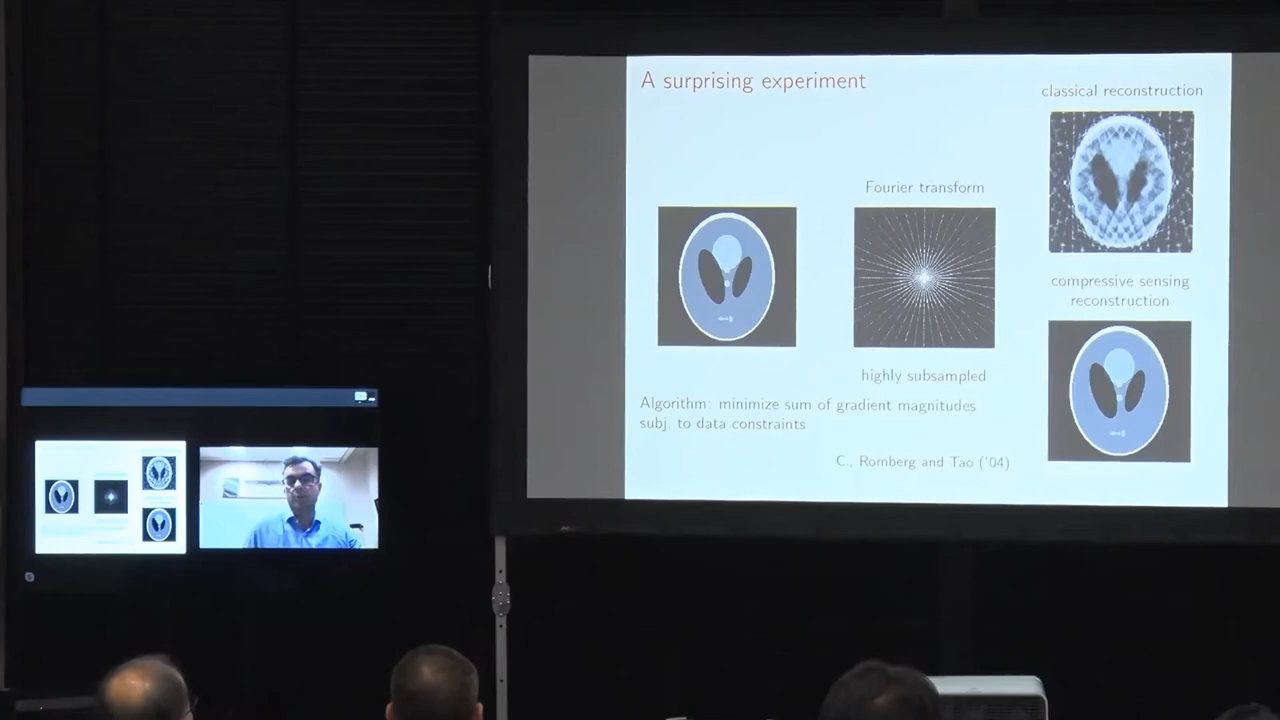 A surprising experiment
classical reconstruction
Fourier transform
compressive sensing
reconstruction
highly subsampled
Algorithm: minimize sum of gradient magnitudes
subj. to data constraints
C., Romberg and Tao ('04)